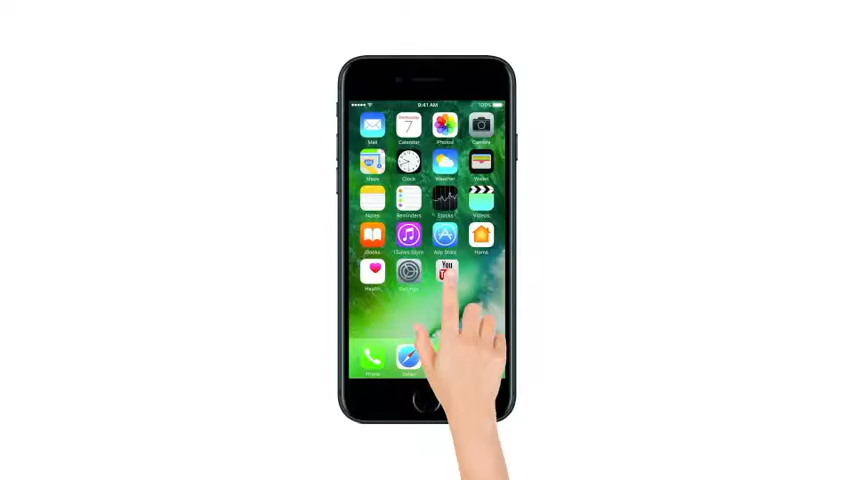 9:41 AM 100%
Wednesday
7
Mail Calendar Photos Camera
Maps Clock Weather Wallet
Notes Reminders Stocks Videos
iBooks iTunes Store App Store Home
You
Health Settings
Phone Safari